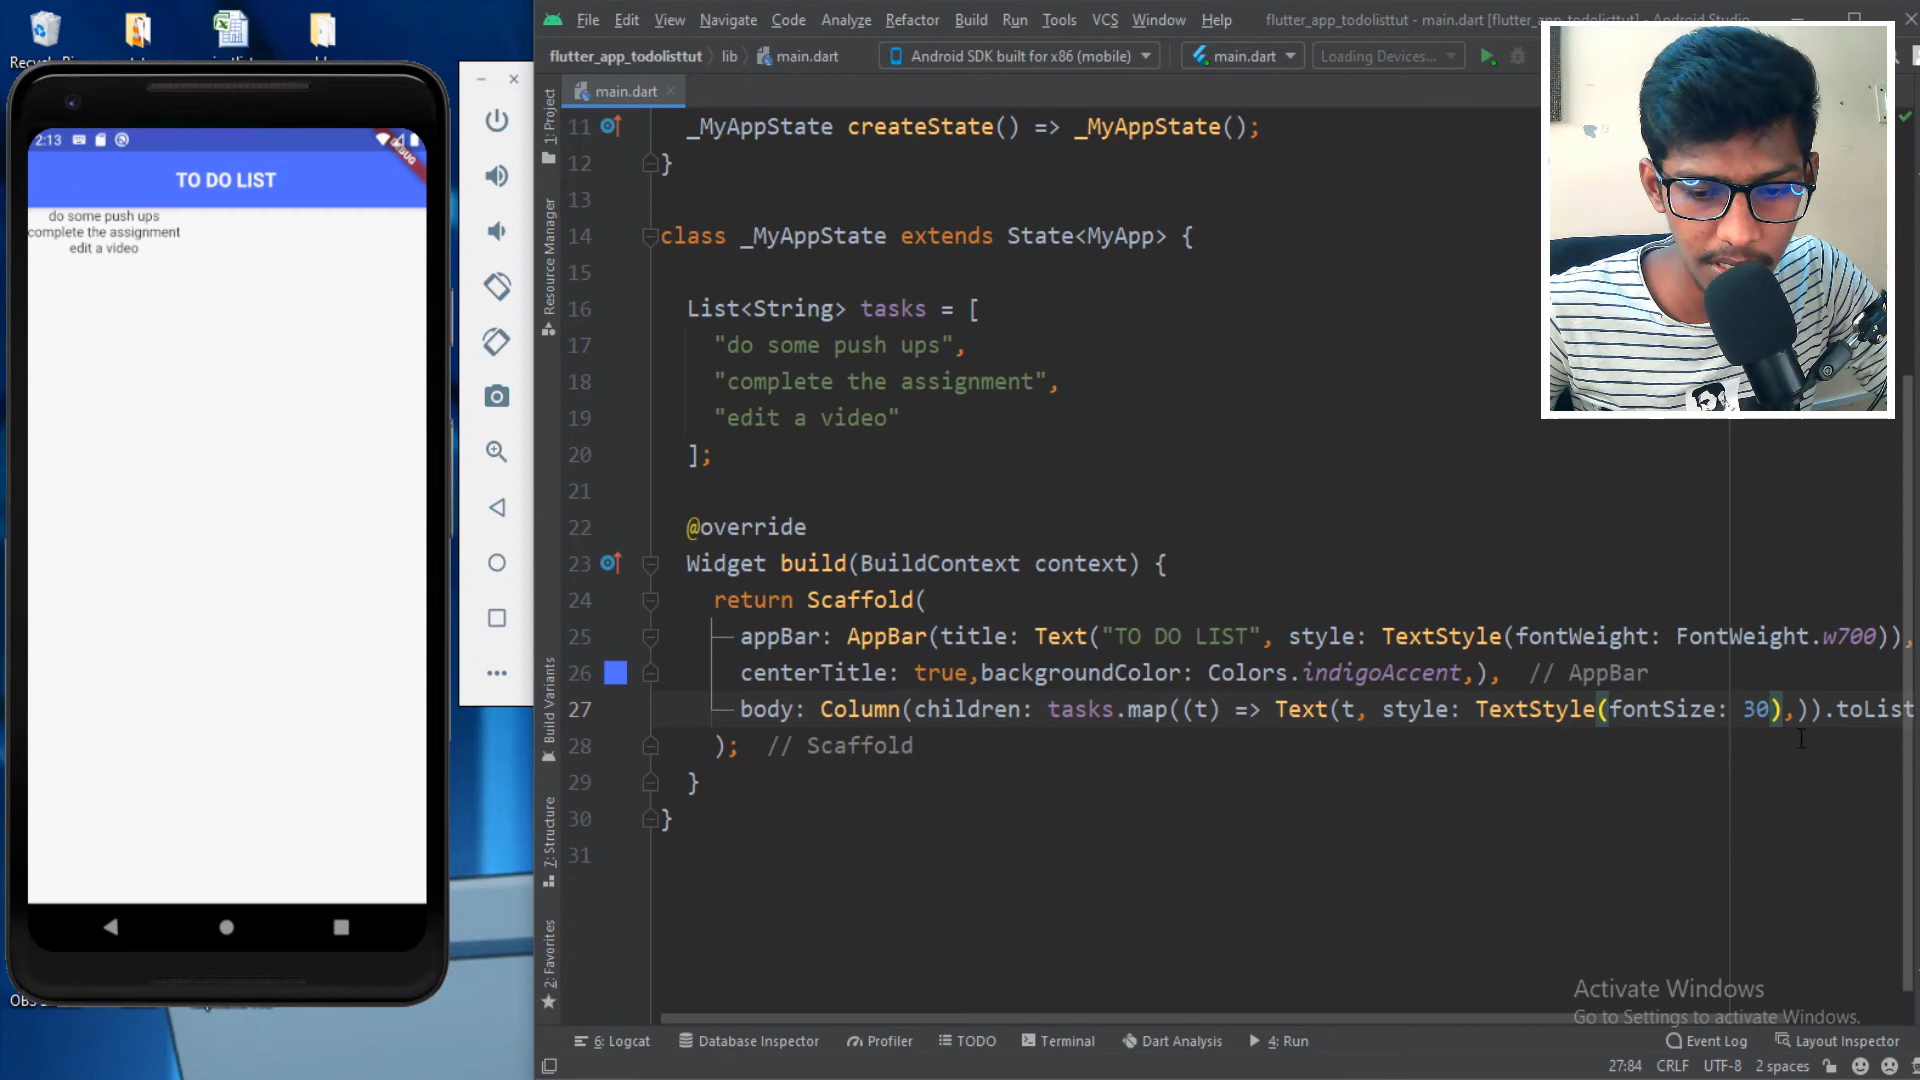 File Edit View Navigate Code Analyze Refactor Build Run Tools VCS Window Help flutter_app_todolisttut - main.dart [flutter_app_todolisttut] - Android Studio
flutter_app_todolisttut lib main.dart Android SDK built for x86 (mobile) main.dart Loading Devices...
main.dart
2:13
DEBUG
TO DO LIST
do some push ups
complete the assignment
edit a video
1: Project
Resource Manager
Build Variants
7: Structure
2: Favorites
11 _MyAppState createState() => _MyAppState();
12 }
13
14 class _MyAppState extends State<MyApp> {
15
16 List<String> tasks = [
17 "do some push ups",
18 "complete the assignment",
19 "edit a video"
20 ];
21
22 @override
23 Widget build(BuildContext context) {
24 return Scaffold(
25 appBar: AppBar(title: Text("TO DO LIST", style: TextStyle(fontWeight: FontWeight.w700)),
26 centerTitle: true,backgroundColor: Colors.indigoAccent,), // AppBar
27 body: Column(children: tasks.map((t) => Text(t, style: TextStyle(fontSize: 30),)).toList
28 ); // Scaffold
29 }
30 }
31
Activate Windows
Go to Settings to activate Windows.
6: Logcat Database Inspector Profiler TODO Terminal Dart Analysis 4: Run Event Log Layout Inspector
27:84 CRLF UTF-8 2 spaces